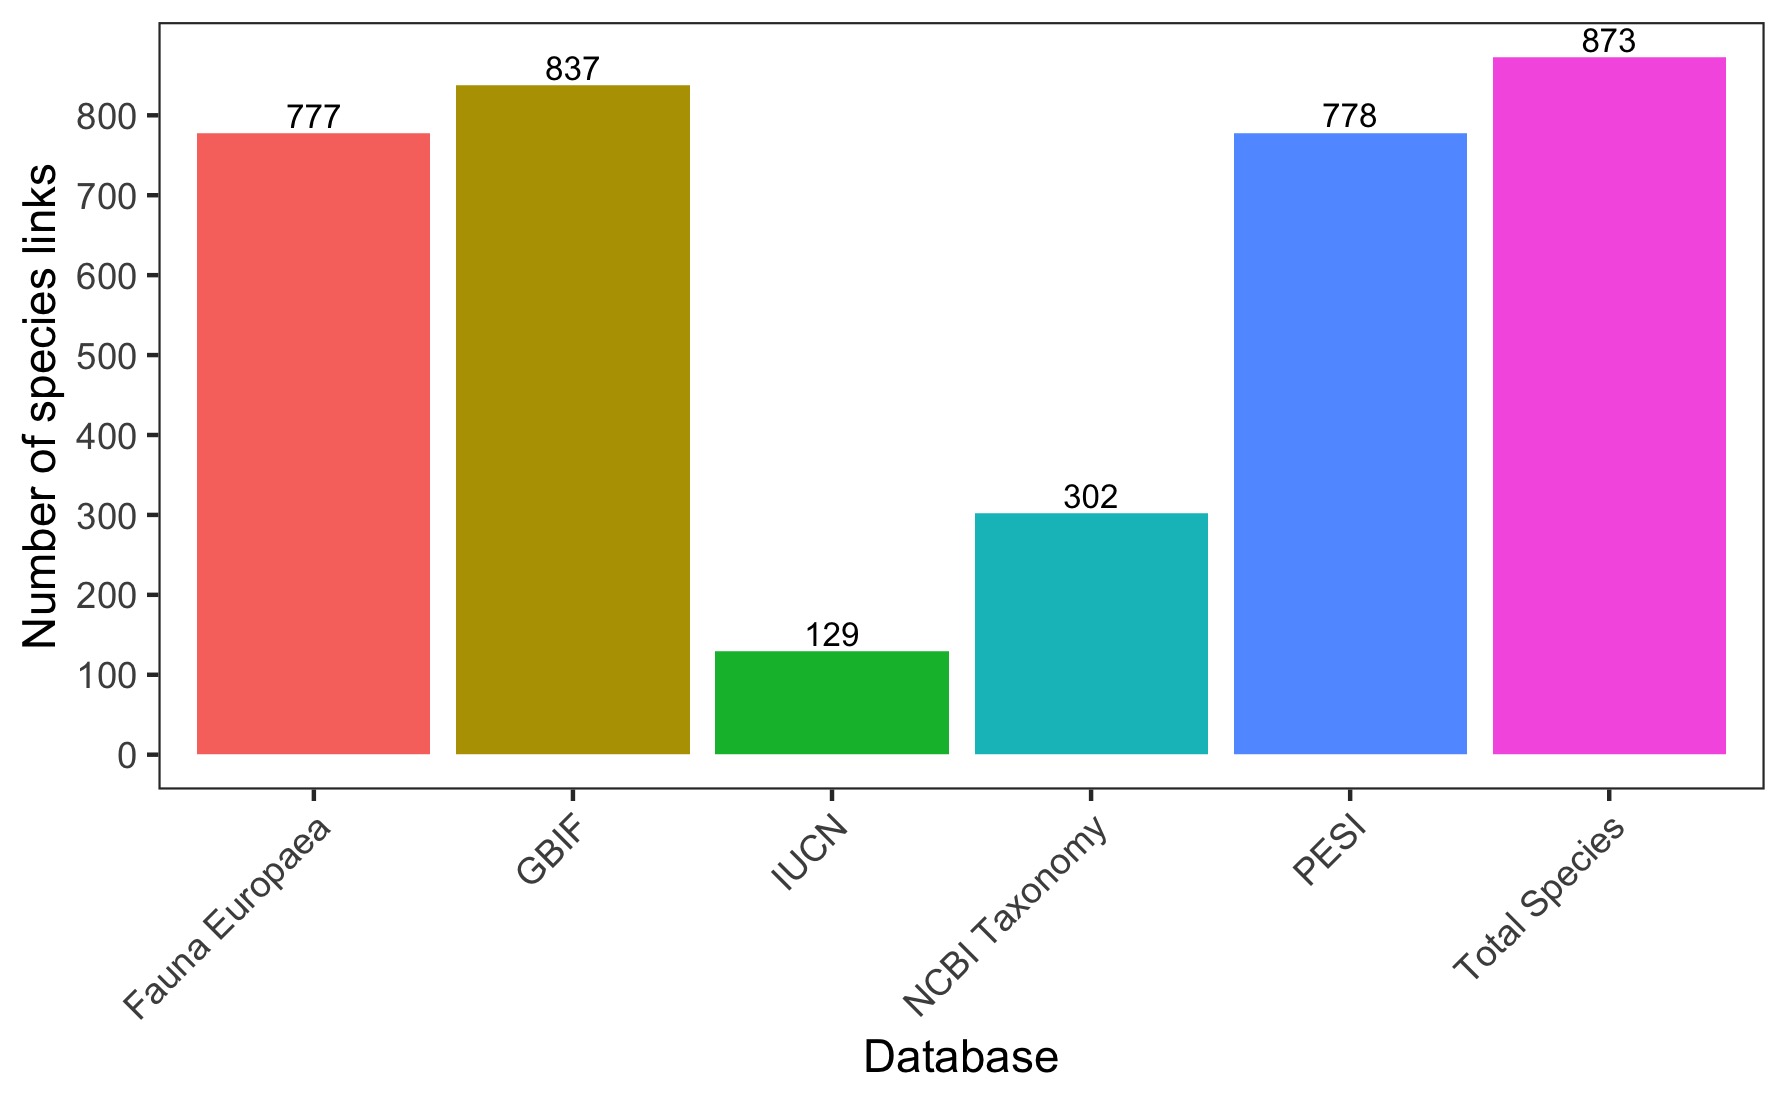 Number of species links
800
700
600
500
400
300
200
100
0
777
837
129
302
778
873
Fauna Europaea
GBIF
IUCN
NCBI Taxonomy
PESI
Total Species
Database